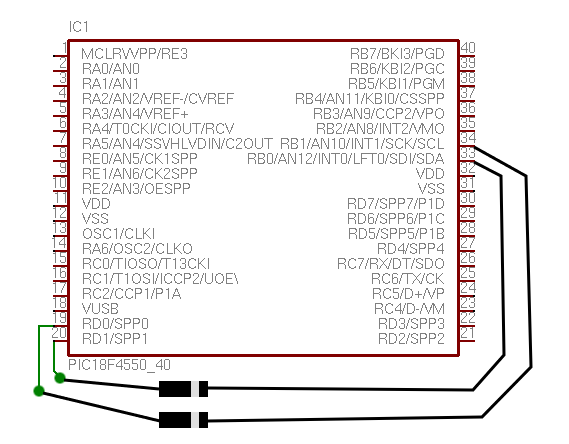 IC1
1 MCLRVVPP/RE3 RB7/BKI3/PGD 40
2 RA0/AN0 RB6/KBI2/PGC 39
3 RA1/AN1 RB5/KBI1/PGM 38
4 RA2/AN2/VREF-/CVREF RB4/AN11/KBI0/CSSPP 37
5 RA3/AN4/VREF+ RB3/AN9/CCP2/VPO 36
6 RA4/T0CKI/CIOUT/RCV RB2/AN8/INT2/VMO 35
7 RA5/AN4/SSVHLVDIN/C2OUT RB1/AN10/INT1/SCK/SCL 34
8 RE0/AN5/CK1SPP RB0/AN12/INT0/LFT0/SDI/SDA 33
9 RE1/AN6/CK2SPP VDD 32
10 RE2/AN3/OESPP VSS 31
11 VDD RD7/SPP7/P1D 30
12 VSS RD6/SPP6/P1C 29
13 OSC1/CLKI RD5/SPP5/P1B 28
14 RA6/OSC2/CLKO RD4/SPP4 27
15 RC0/TIOSO/T13CKI RC7/RX/DT/SDO 26
16 RC1/T1OSI/ICCP2/UOE\ RC6/TX/CK 25
17 RC2/CCP1/P1A RC5/D+/VP 24
18 VUSB RC4/D-/VM 23
19 RD0/SPP0 RD3/SPP3 22
20 RD1/SPP1 RD2/SPP2 21
PIC18F4550_40